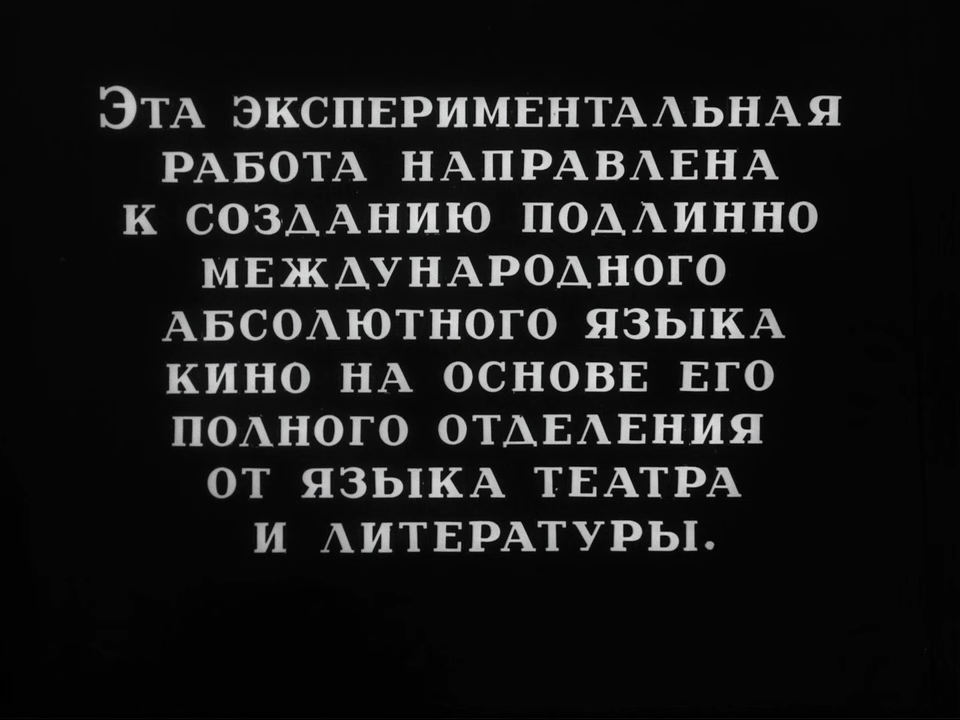 Эта экспериментальная
работа направлена
к созданию подлинно
международного
абсолютного языка
кино на основе его
полного отделения
от языка театра
и литературы.